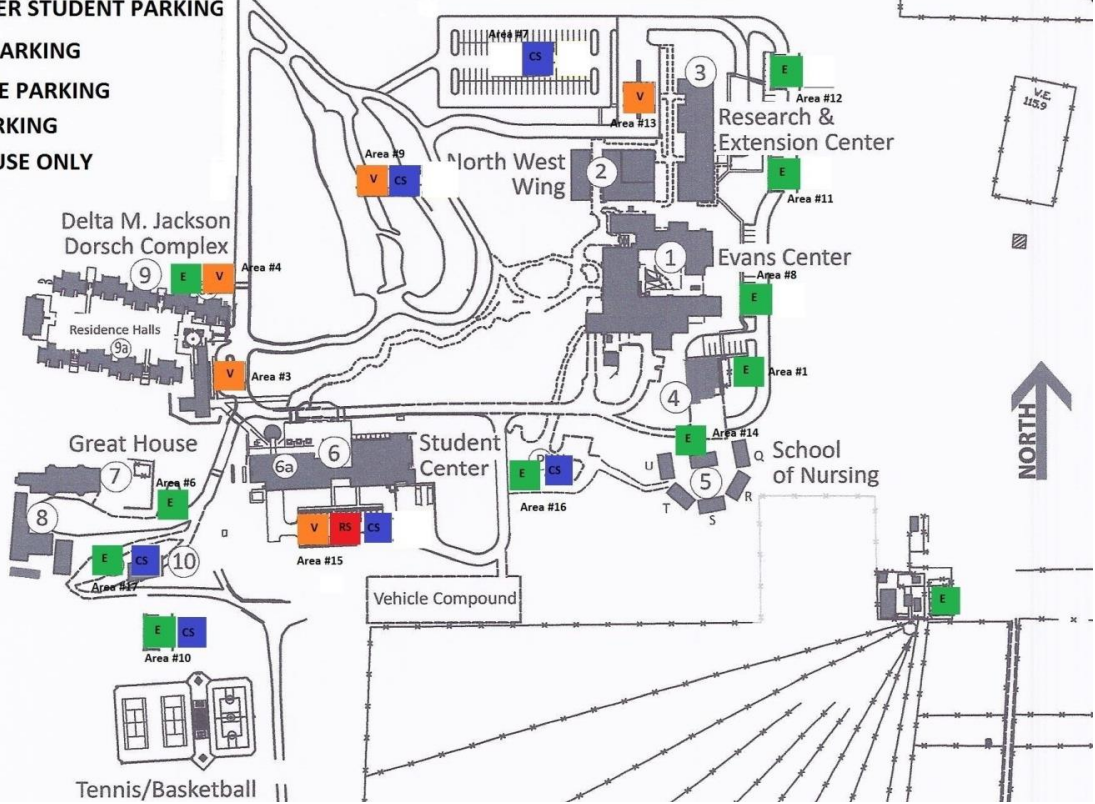 ER STUDENT PARKING
ARKING
E PARKING
RKING
USE ONLY
Area #7
CS
3
E
Area #12
V.E.
115.9
V
Area #13
Research &
Extension Center
Area #9
V CS
North West
Wing
2
E
Area #11
Delta M. Jackson
Dorsch Complex
9
E V
Area #4
1
Evans Center
Area #8
E
Residence Halls
9a
V
Area #3
E
Area #1
4
NORTH
Great House
6
6a
Student
Center
E
Area #14
School
of Nursing
7
Area #6
E
E CS
Area #16
U
Q
5
T
S
R
8
V RS CS
Area #15
E CS
10
Area #17
Vehicle Compound
E
E CS
Area #10
Tennis/Basketball